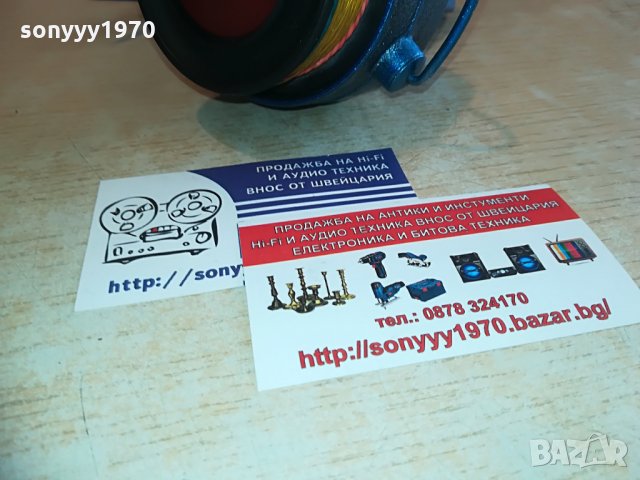 sonyyy1970
sonyyy1970
ПРОДАЖБА НА Hi-Fi
И АУДИО ТЕХНИКА
ВНОС ОТ ШВЕЙЦАРИЯ
http://sony
ПРОДАЖБА НА АНТИКИ И ИНСТУМЕНТИ
Hi-Fi И АУДИО ТЕХНИКА ВНОС ОТ ШВЕЙЦАРИЯ
ЕЛЕКТРОНИКА И БИТОВА ТЕХНИКА
тел.: 0878 324170
http://sonyyy1970.bazar.bg/
BAZAR